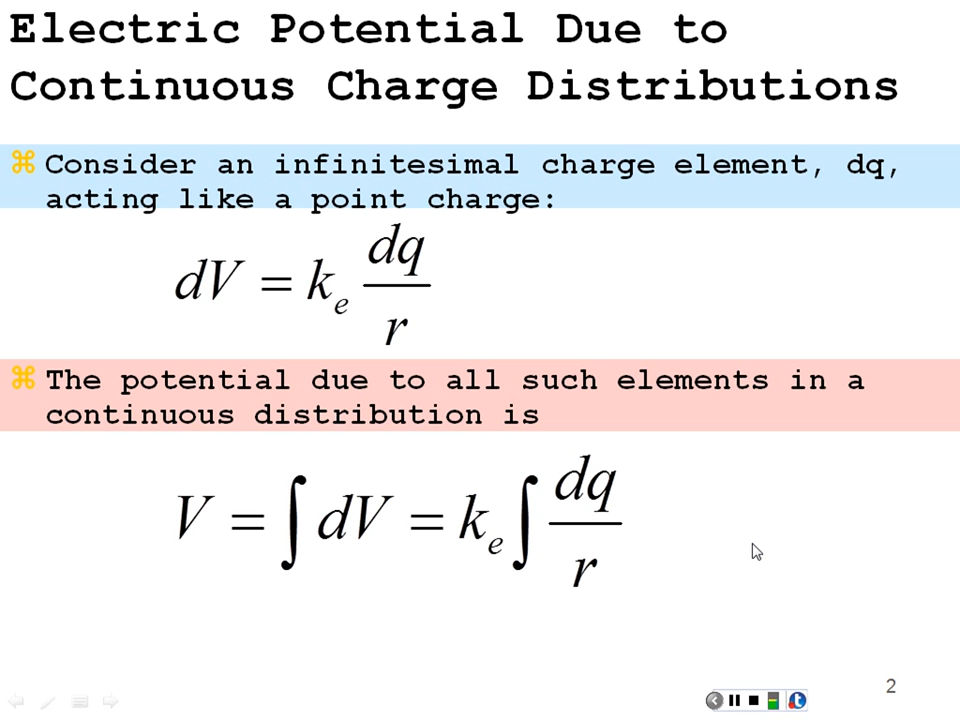 Electric Potential Due to
Continuous Charge Distributions
⌘ Consider an infinitesimal charge element, dq,
acting like a point charge:
dV = k_e dq/r
⌘ The potential due to all such elements in a
continuous distribution is
V = ∫ dV = k_e ∫ dq/r
2